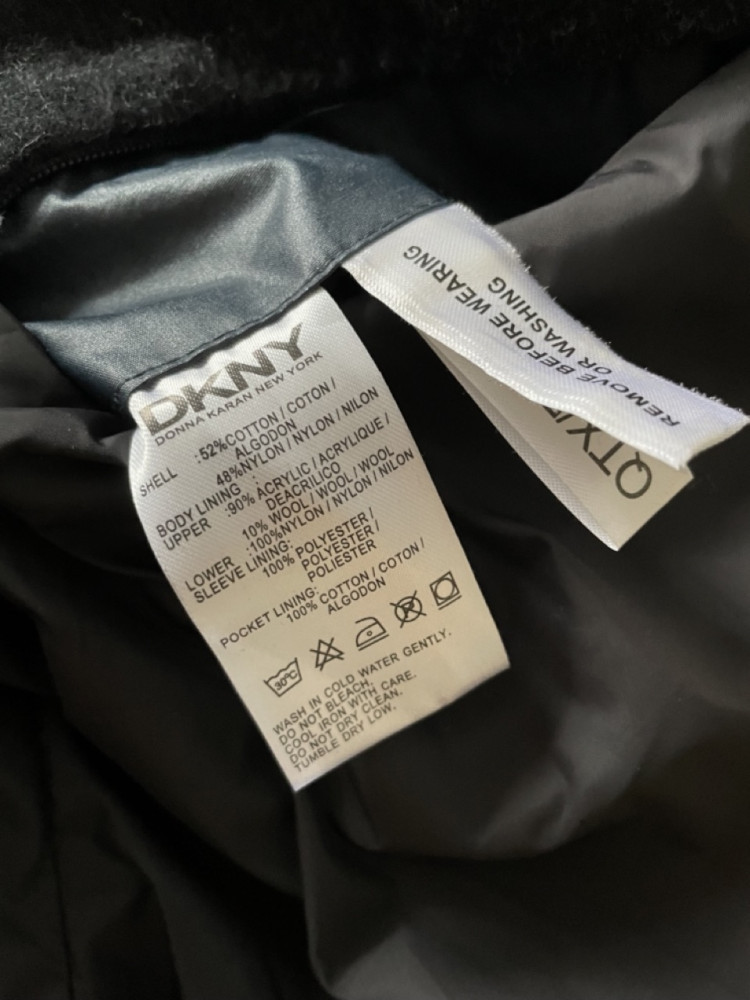 DKNY
DONNA KARAN NEW YORK
SHELL :52%COTTON / COTON /
ALGODON
48%NYLON / NYLON / NILON
BODY LINING :
UPPER :90% ACRYLIC / ACRYLIQUE /
DEACRILICO
10% WOOL / WOOL / WOOL
LOWER :100%NYLON / NYLON / NILON
SLEEVE LINING:
100% POLYESTER /
POLYESTER /
POLIESTER
POCKET LINING:
100% COTTON / COTON /
ALGODON
30°C
WASH IN COLD WATER GENTLY.
DO NOT BLEACH.
COOL IRON WITH CARE.
DO NOT DRY CLEAN.
TUMBLE DRY LOW.
REMOVE BEFORE WEARING
OR WASHING